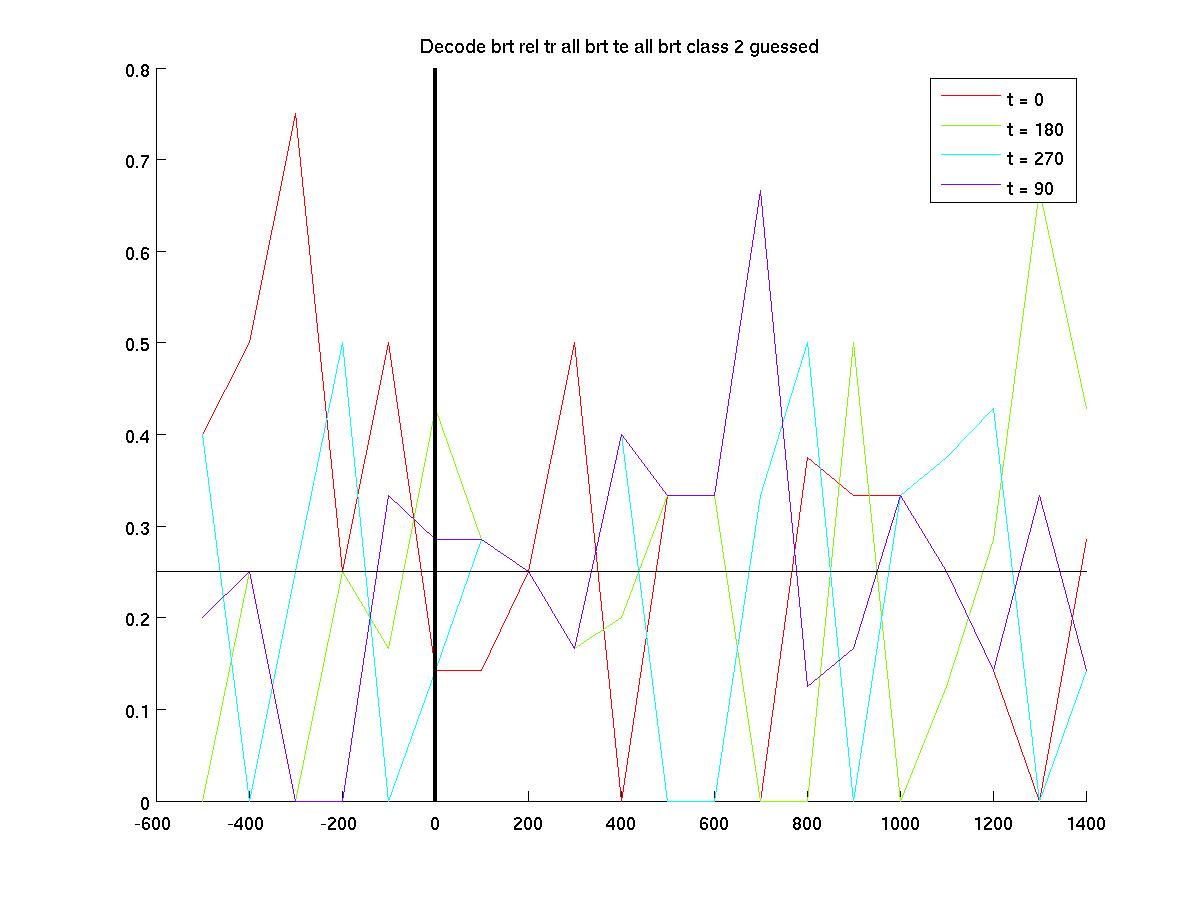 Decode brt rel tr all brt te all brt class 2 guessed
t = 0
t = 180
t = 270
t = 90
0.8
0.7
0.6
0.5
0.4
0.3
0.2
0.1
0
-600 -400 -200 0 200 400 600 800 1000 1200 1400